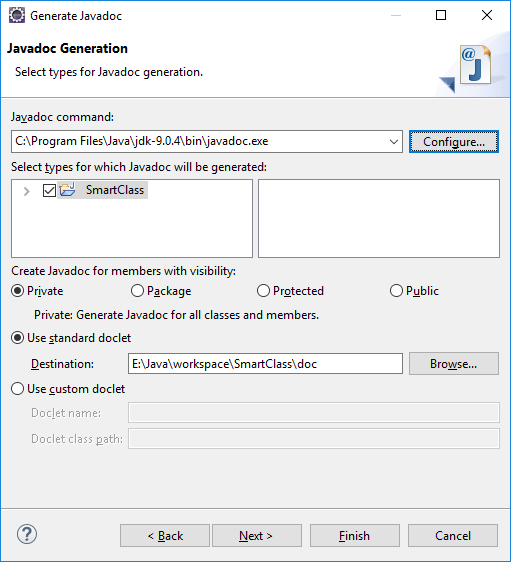 Generate Javadoc
Javadoc Generation
Select types for Javadoc generation.
Javadoc command:
C:\Program Files\Java\jdk-9.0.4\bin\javadoc.exe
Configure...
Select types for which Javadoc will be generated:
SmartClass
Create Javadoc for members with visibility:
Private Package Protected Public
Private: Generate Javadoc for all classes and members.
Use standard doclet
Destination: E:\Java\workspace\SmartClass\doc Browse...
Use custom doclet
Doclet name:
Doclet class path:
? < Back Next > Finish Cancel